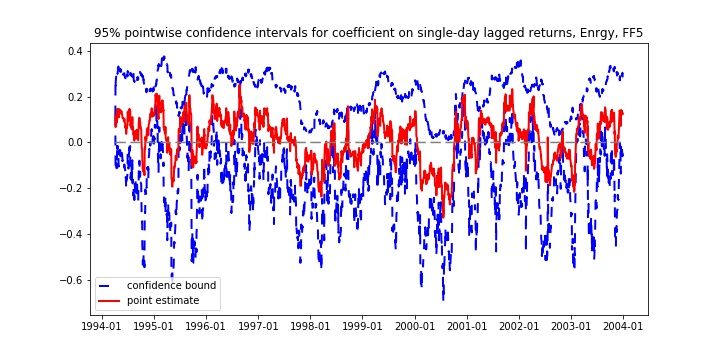 95% pointwise confidence intervals for coefficient on single-day lagged returns, Enrgy, FF5
0.4
0.2
0.0
−0.2
−0.4
−0.6
confidence bound
point estimate
1994-01 1995-01 1996-01 1997-01 1998-01 1999-01 2000-01 2001-01 2002-01 2003-01 2004-01